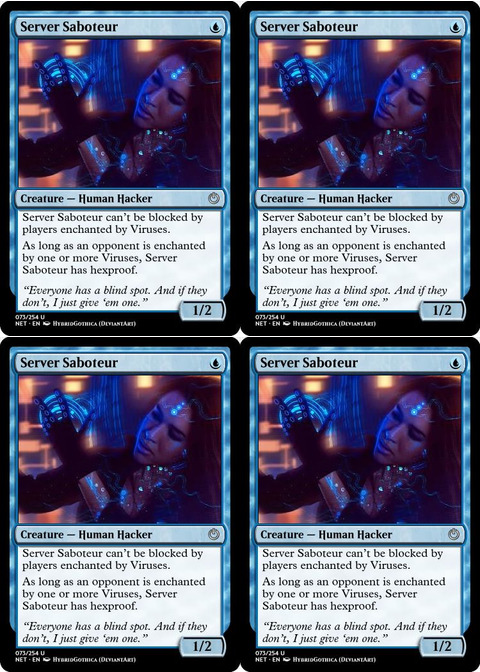 Server Saboteur
Creature — Human Hacker
Server Saboteur can't be blocked by
players enchanted by Viruses.
As long as an opponent is enchanted
by one or more Viruses, Server
Saboteur has hexproof.
“Everyone has a blind spot. And if they
don't, I just give ‘em one.”
1/2
073/254 U
NET · EN HybridGothica (DeviantArt)
Server Saboteur
Creature — Human Hacker
Server Saboteur can't be blocked by
players enchanted by Viruses.
As long as an opponent is enchanted
by one or more Viruses, Server
Saboteur has hexproof.
“Everyone has a blind spot. And if they
don't, I just give ‘em one.”
1/2
073/254 U
NET · EN HybridGothica (DeviantArt)
Server Saboteur
Creature — Human Hacker
Server Saboteur can't be blocked by
players enchanted by Viruses.
As long as an opponent is enchanted
by one or more Viruses, Server
Saboteur has hexproof.
“Everyone has a blind spot. And if they
don't, I just give ‘em one.”
1/2
073/254 U
NET · EN HybridGothica (DeviantArt)
Server Saboteur
Creature — Human Hacker
Server Saboteur can't be blocked by
players enchanted by Viruses.
As long as an opponent is enchanted
by one or more Viruses, Server
Saboteur has hexproof.
“Everyone has a blind spot. And if they
don't, I just give ‘em one.”
1/2
073/254 U
NET · EN HybridGothica (DeviantArt)